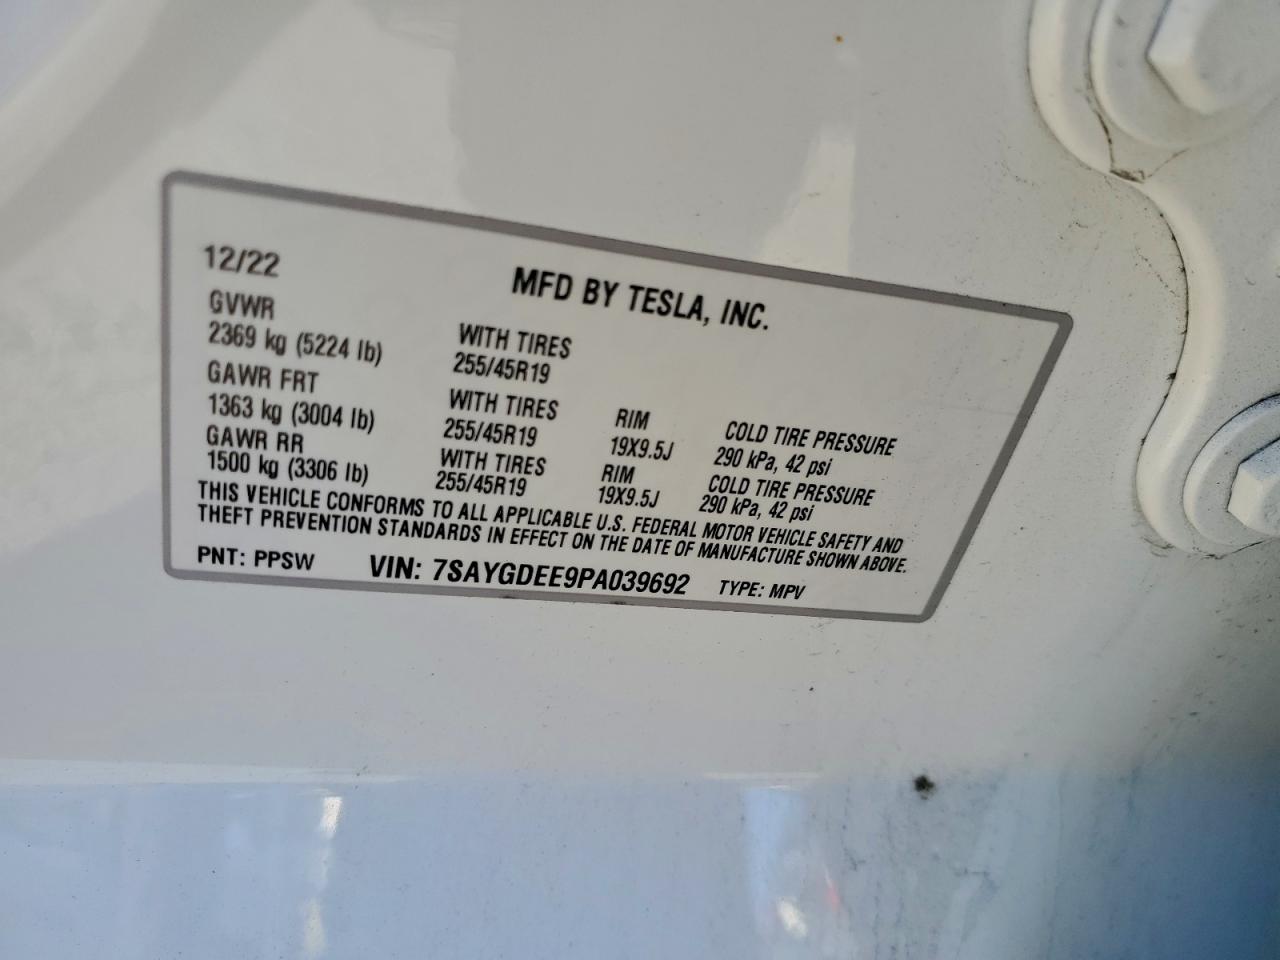 12/22
MFD BY TESLA, INC.
GVWR
2369 kg (5224 lb)
WITH TIRES
255/45R19
GAWR FRT
1363 kg (3004 lb)
WITH TIRES
255/45R19
RIM
19X9.5J
COLD TIRE PRESSURE
290 kPa, 42 psi
GAWR RR
1500 kg (3306 lb)
WITH TIRES
255/45R19
RIM
19X9.5J
COLD TIRE PRESSURE
290 kPa, 42 psi
THIS VEHICLE CONFORMS TO ALL APPLICABLE U.S. FEDERAL MOTOR VEHICLE SAFETY AND
THEFT PREVENTION STANDARDS IN EFFECT ON THE DATE OF MANUFACTURE SHOWN ABOVE.
PNT: PPSW VIN: 7SAYGDEE9PA039692 TYPE: MPV